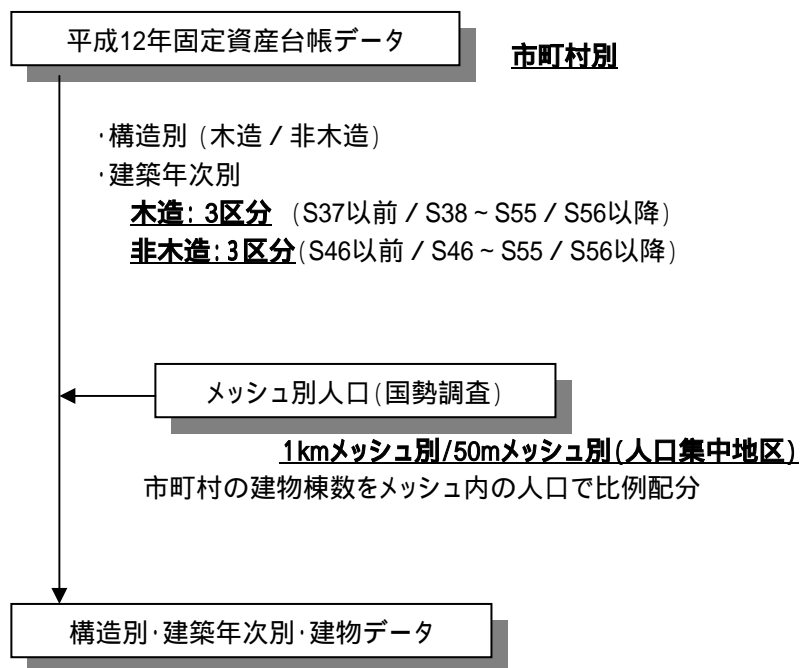 平成12年固定資産台帳データ
市町村別
･構造別（木造／非木造）
･建築年次別
木造：3区分 （S37以前／S38～S55／S56以降）
非木造：3区分（S46以前／S46～S55／S56以降）
メッシュ別人口（国勢調査）
1kmメッシュ別/50mメッシュ別（人口集中地区）
市町村の建物棟数をメッシュ内の人口で比例配分
構造別･建築年次別･建物データ